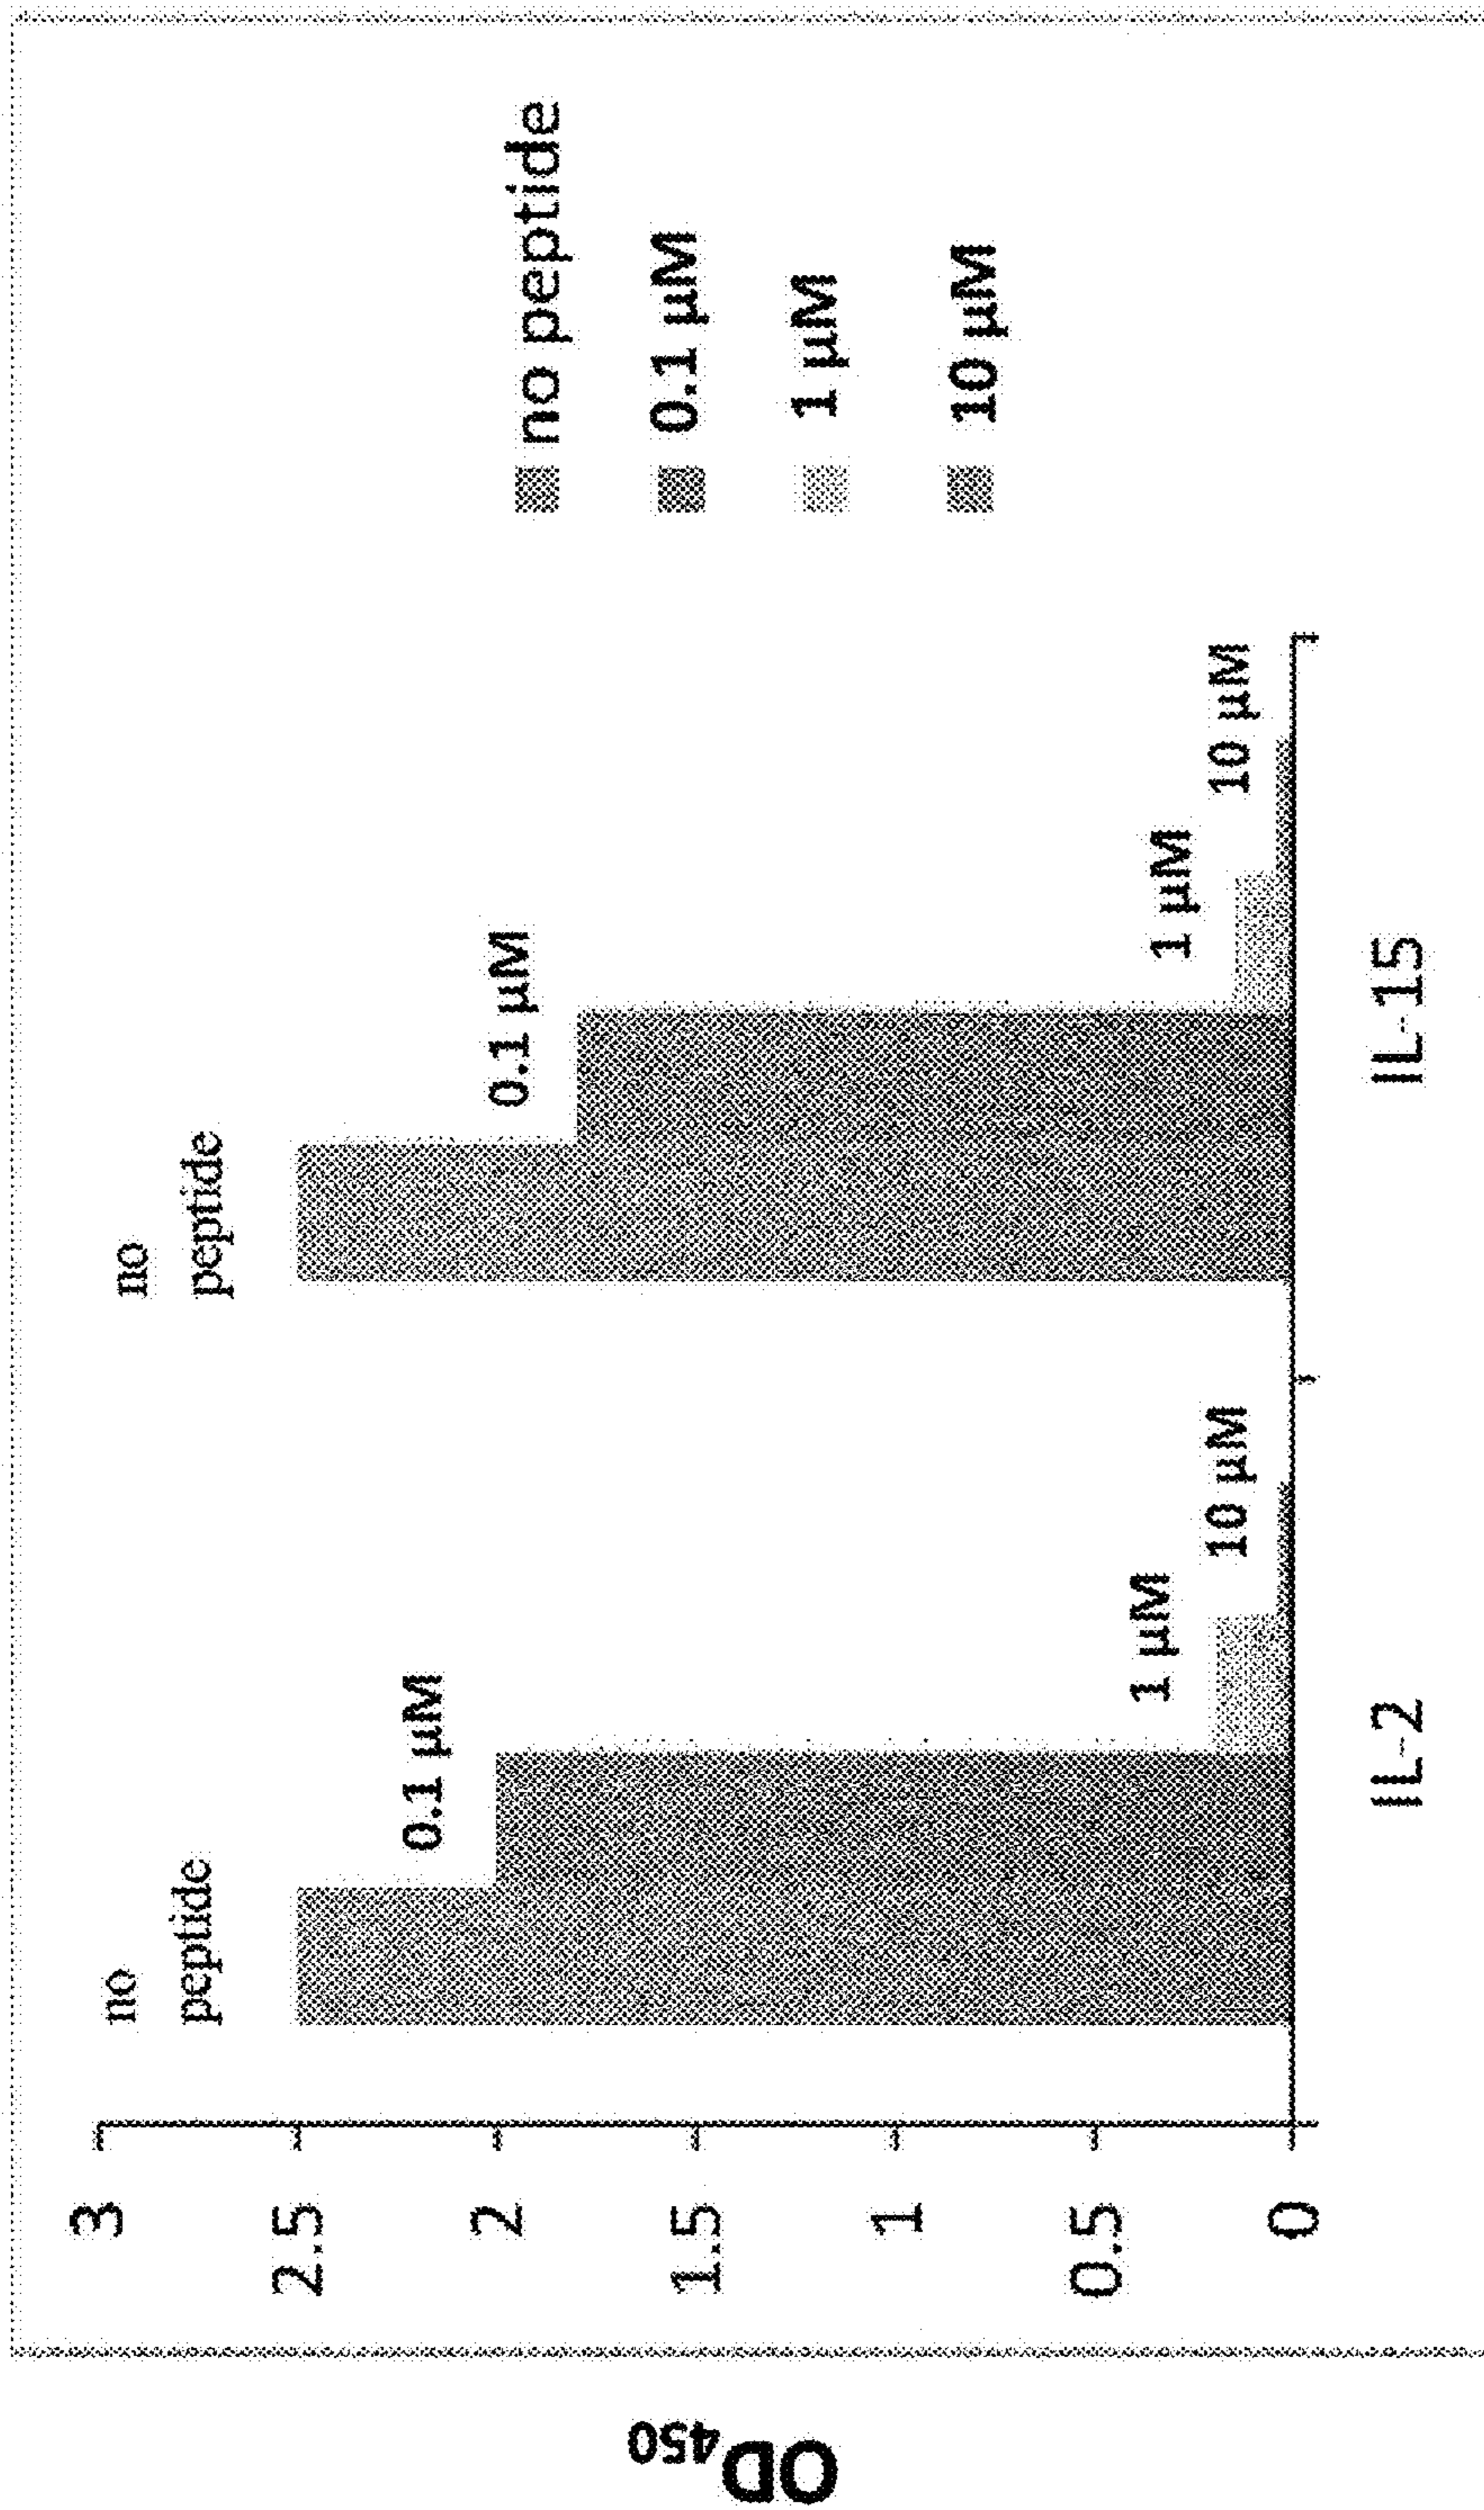 OD450
3
2.5
2
1.5
1
0.5
0
no
peptide
0.1 µM
1 µM
10 µM
no
peptide
0.1 µM
1 µM
10 µM
IL-2
IL-15
no peptide
0.1 µM
1 µM
10 µM